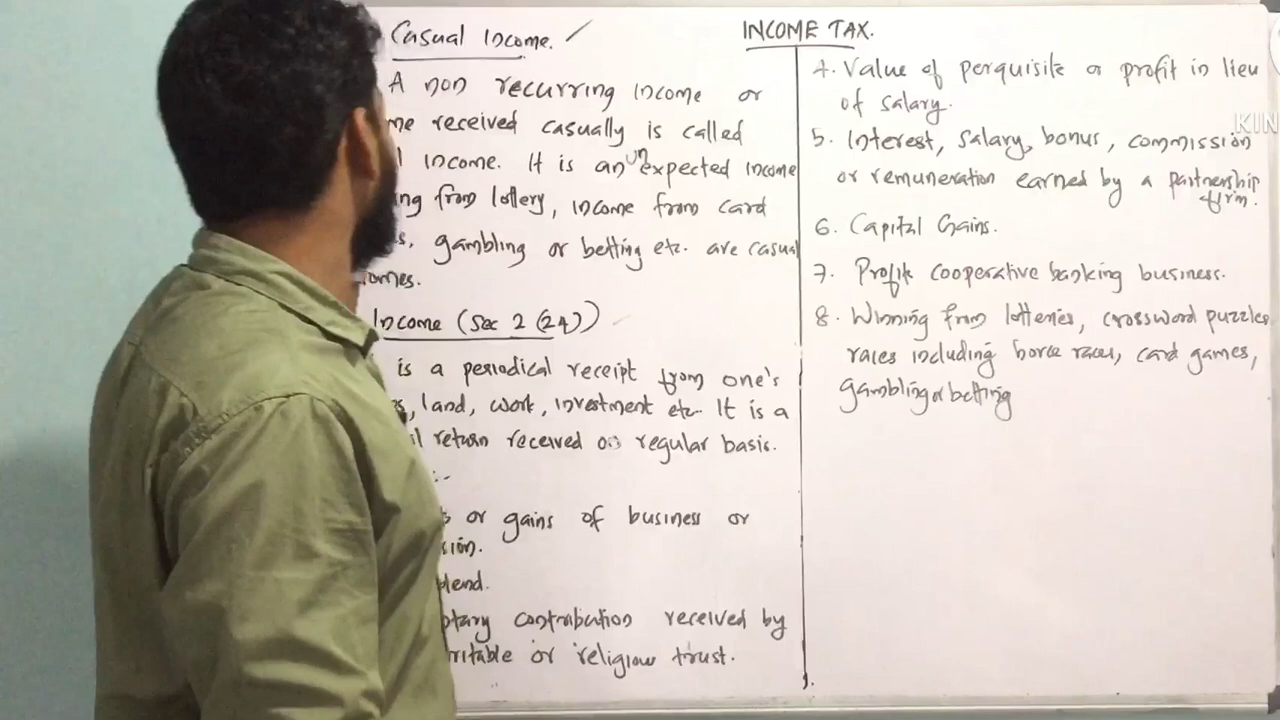 INCOME TAX.
Casual Income.
A non recurring income or
me received casually is called
l income. It is an unexpected income
ng from lottery, income from card
s, gambling or betting etc. are casual
omes.
Income (Sec 2 (24))
is a periodical receipt from one's
s, land, work, investment etc. It is a
l return received on regular basis.
:-
s or gains of business or
sion.
dend.
ntary contribution received by
ritable or religious trust.
4. Value of perquisite or profit in lieu
of salary.
5. Interest, salary, bonus, commission
or remuneration earned by a partnership
firm.
6. Capital Gains.
7. Profit cooperative banking business.
8. Winning from lotteries, crossword puzzles
races including horse races, card games,
gambling or betting
KIN